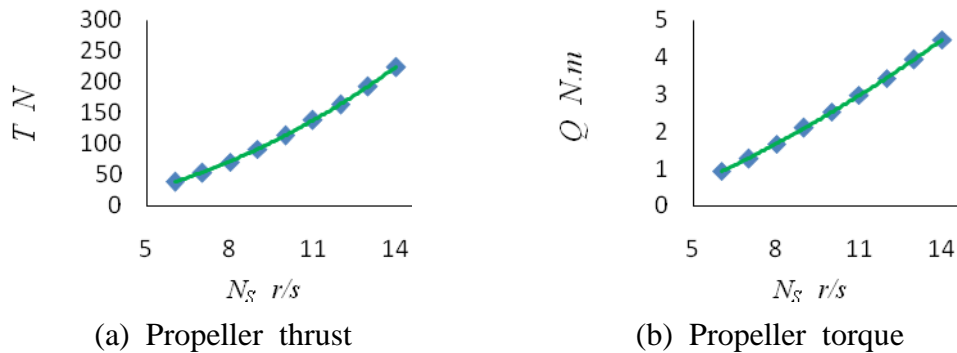 300
250
200
150
100
50
0
T N
5 8 11 14
N_S r/s
(a) Propeller thrust
5
4
3
2
1
0
Q N.m
5 8 11 14
N_S r/s
(b) Propeller torque